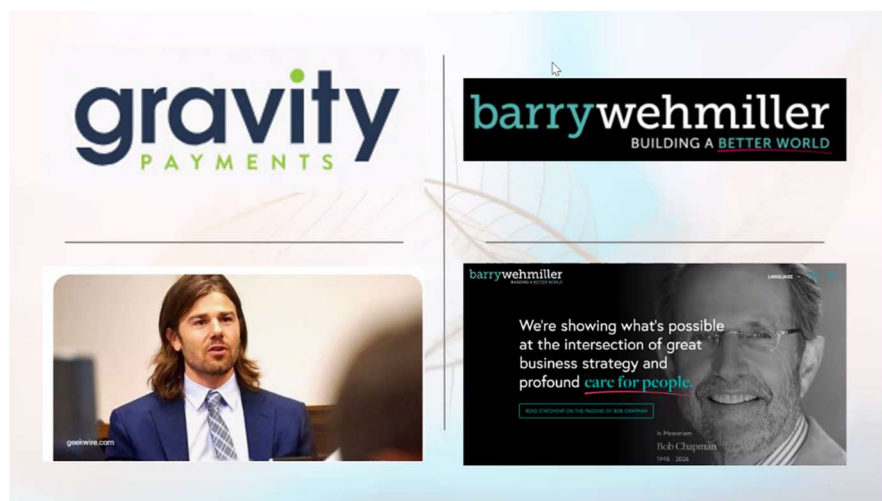 gravity
PAYMENTS
barrywehmiller
BUILDING A BETTER WORLD
geekwire.com
barrywehmiller
BUILDING A BETTER WORLD
LANGUAGE
We're showing what's possible
at the intersection of great
business strategy and
profound care for people.
READ STATEMENT ON THE PASSING OF BOB CHAPMAN
In Memoriam
Bob Chapman
1945 - 2026